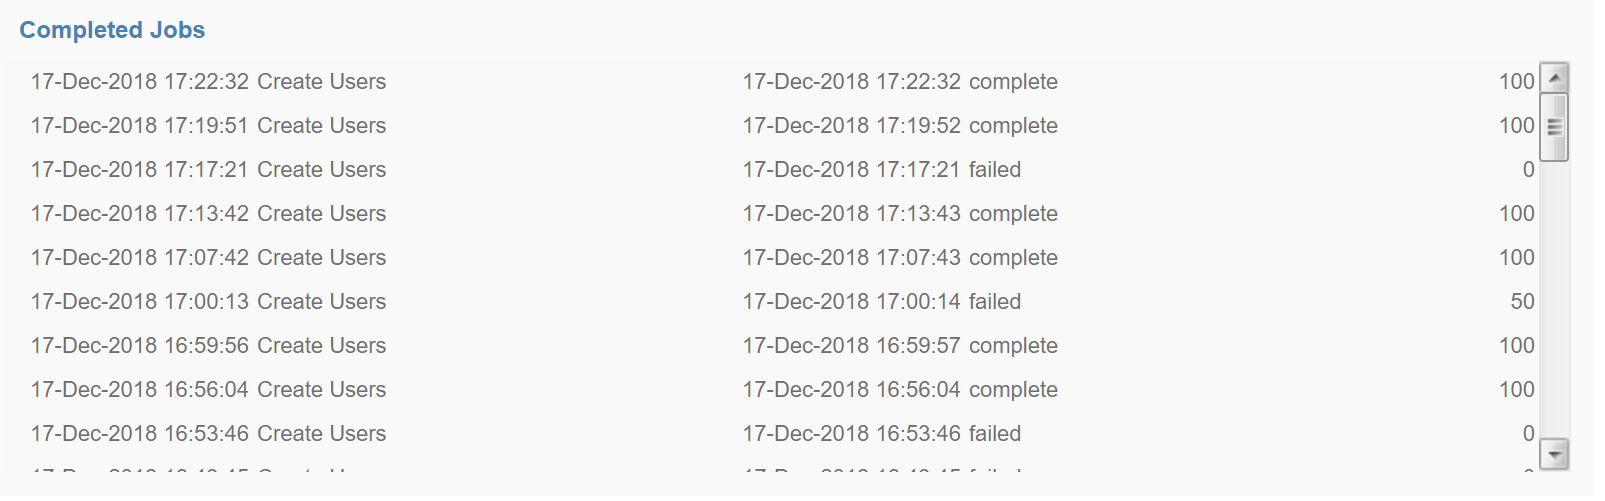 Completed Jobs
17-Dec-2018 17:22:32 Create Users 17-Dec-2018 17:22:32 complete 100
17-Dec-2018 17:19:51 Create Users 17-Dec-2018 17:19:52 complete 100
17-Dec-2018 17:17:21 Create Users 17-Dec-2018 17:17:21 failed 0
17-Dec-2018 17:13:42 Create Users 17-Dec-2018 17:13:43 complete 100
17-Dec-2018 17:07:42 Create Users 17-Dec-2018 17:07:43 complete 100
17-Dec-2018 17:00:13 Create Users 17-Dec-2018 17:00:14 failed 50
17-Dec-2018 16:59:56 Create Users 17-Dec-2018 16:59:57 complete 100
17-Dec-2018 16:56:04 Create Users 17-Dec-2018 16:56:04 complete 100
17-Dec-2018 16:53:46 Create Users 17-Dec-2018 16:53:46 failed 0